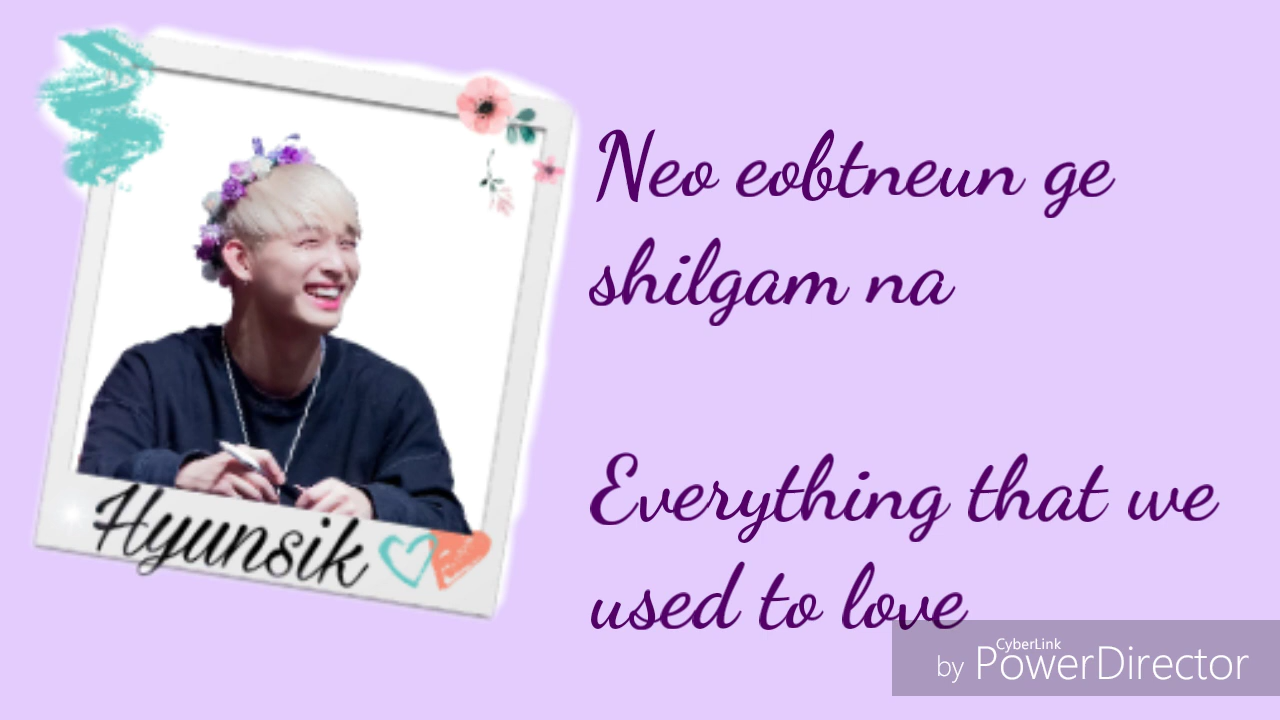 Neo eobtneun ge
shilgam na
Everything that we
used to love
Hyunsik
CyberLink
by PowerDirector